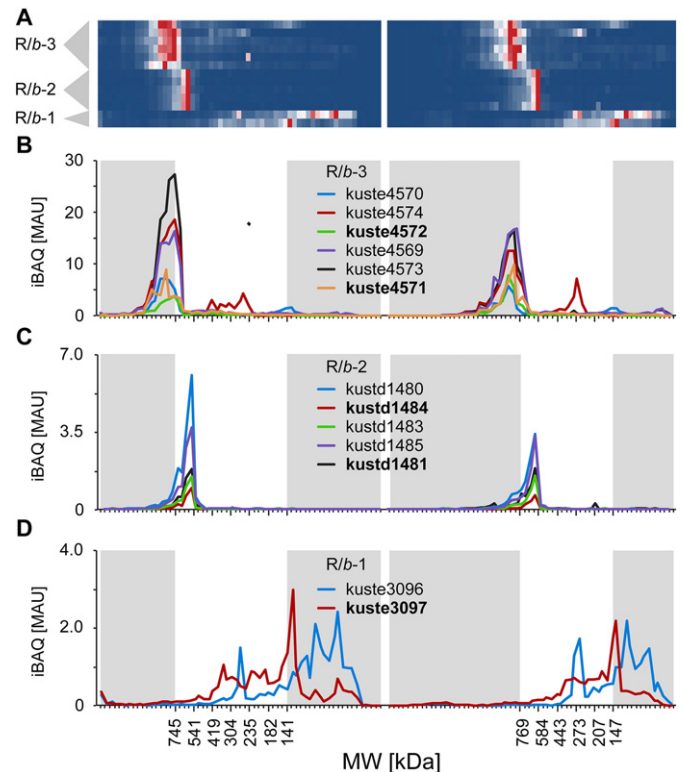 A
R/b-3
R/b-2
R/b-1
B
30
20
10
0
iBAQ [MAU]
R/b-3
kuste4570
kuste4574
kuste4572
kuste4569
kuste4573
kuste4571
C
7.0
3.5
0
iBAQ [MAU]
R/b-2
kustd1480
kustd1484
kustd1483
kustd1485
kustd1481
D
4.0
2.0
0
iBAQ [MAU]
R/b-1
kuste3096
kuste3097
745 541 419 304 235 182 141 769 584 443 273 207 147
MW [kDa]